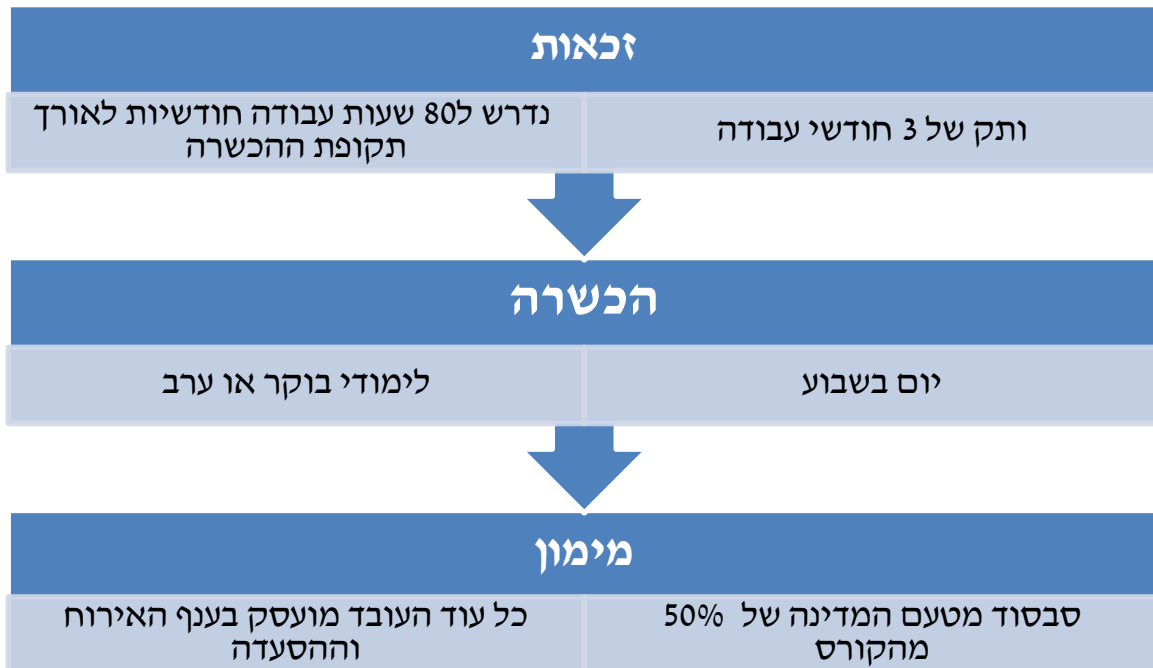 זכאות
ותק של 3 חודשי עבודה
נדרש ל80 שעות עבודה חודשיות לאורך
תקופת ההכשרה
הכשרה
יום בשבוע
לימודי בוקר או ערב
מימון
סבסוד מטעם המדינה של 50%
מהקורס
כל עוד העובד מועסק בענף האירוח
וההסעדה